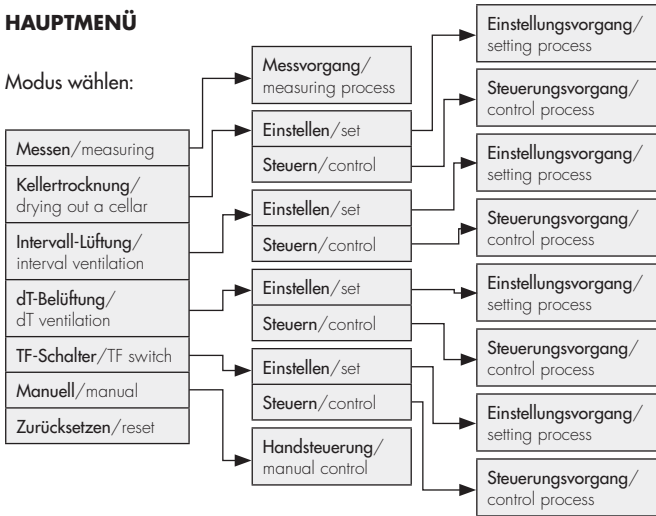 HAUPTMENÜ
Modus wählen:
Messen/measuring
Kellertrocknung/
drying out a cellar
Intervall-Lüftung/
interval ventilation
dT-Belüftung/
dT ventilation
TF-Schalter/TF switch
Manuell/manual
Zurücksetzen/reset
Messvorgang/
measuring process
Einstellen/set
Steuern/control
Einstellen/set
Steuern/control
Einstellen/set
Steuern/control
Einstellen/set
Steuern/control
Handsteuerung/
manual control
Einstellungsvorgang/
setting process
Steuerungsvorgang/
control process
Einstellungsvorgang/
setting process
Steuerungsvorgang/
control process
Einstellungsvorgang/
setting process
Steuerungsvorgang/
control process
Einstellungsvorgang/
setting process
Steuerungsvorgang/
control process